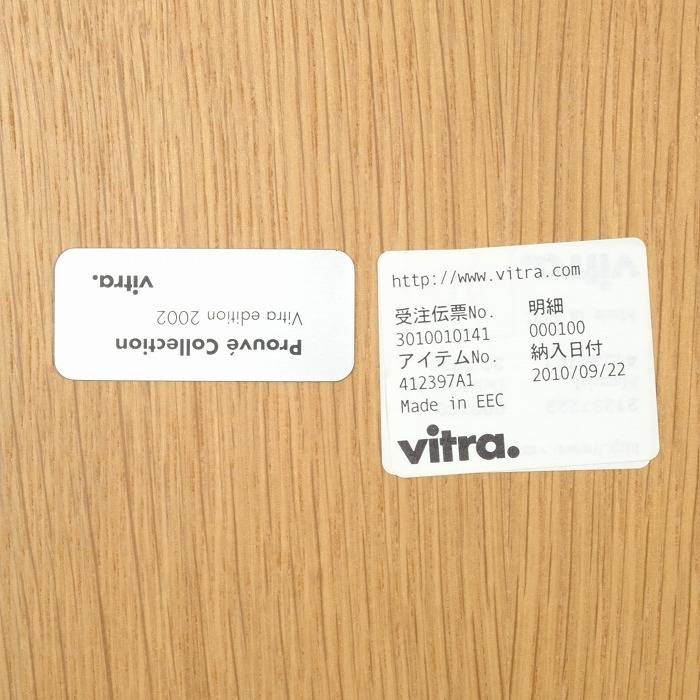 Prouvé Collection
Vitra edition 2002
vitra.
http://www.vitra.com
受注伝票No. 明細
3010010141 000100
アイテムNo. 納入日付
412397A1 2010/09/22
Made in EEC
vitra.